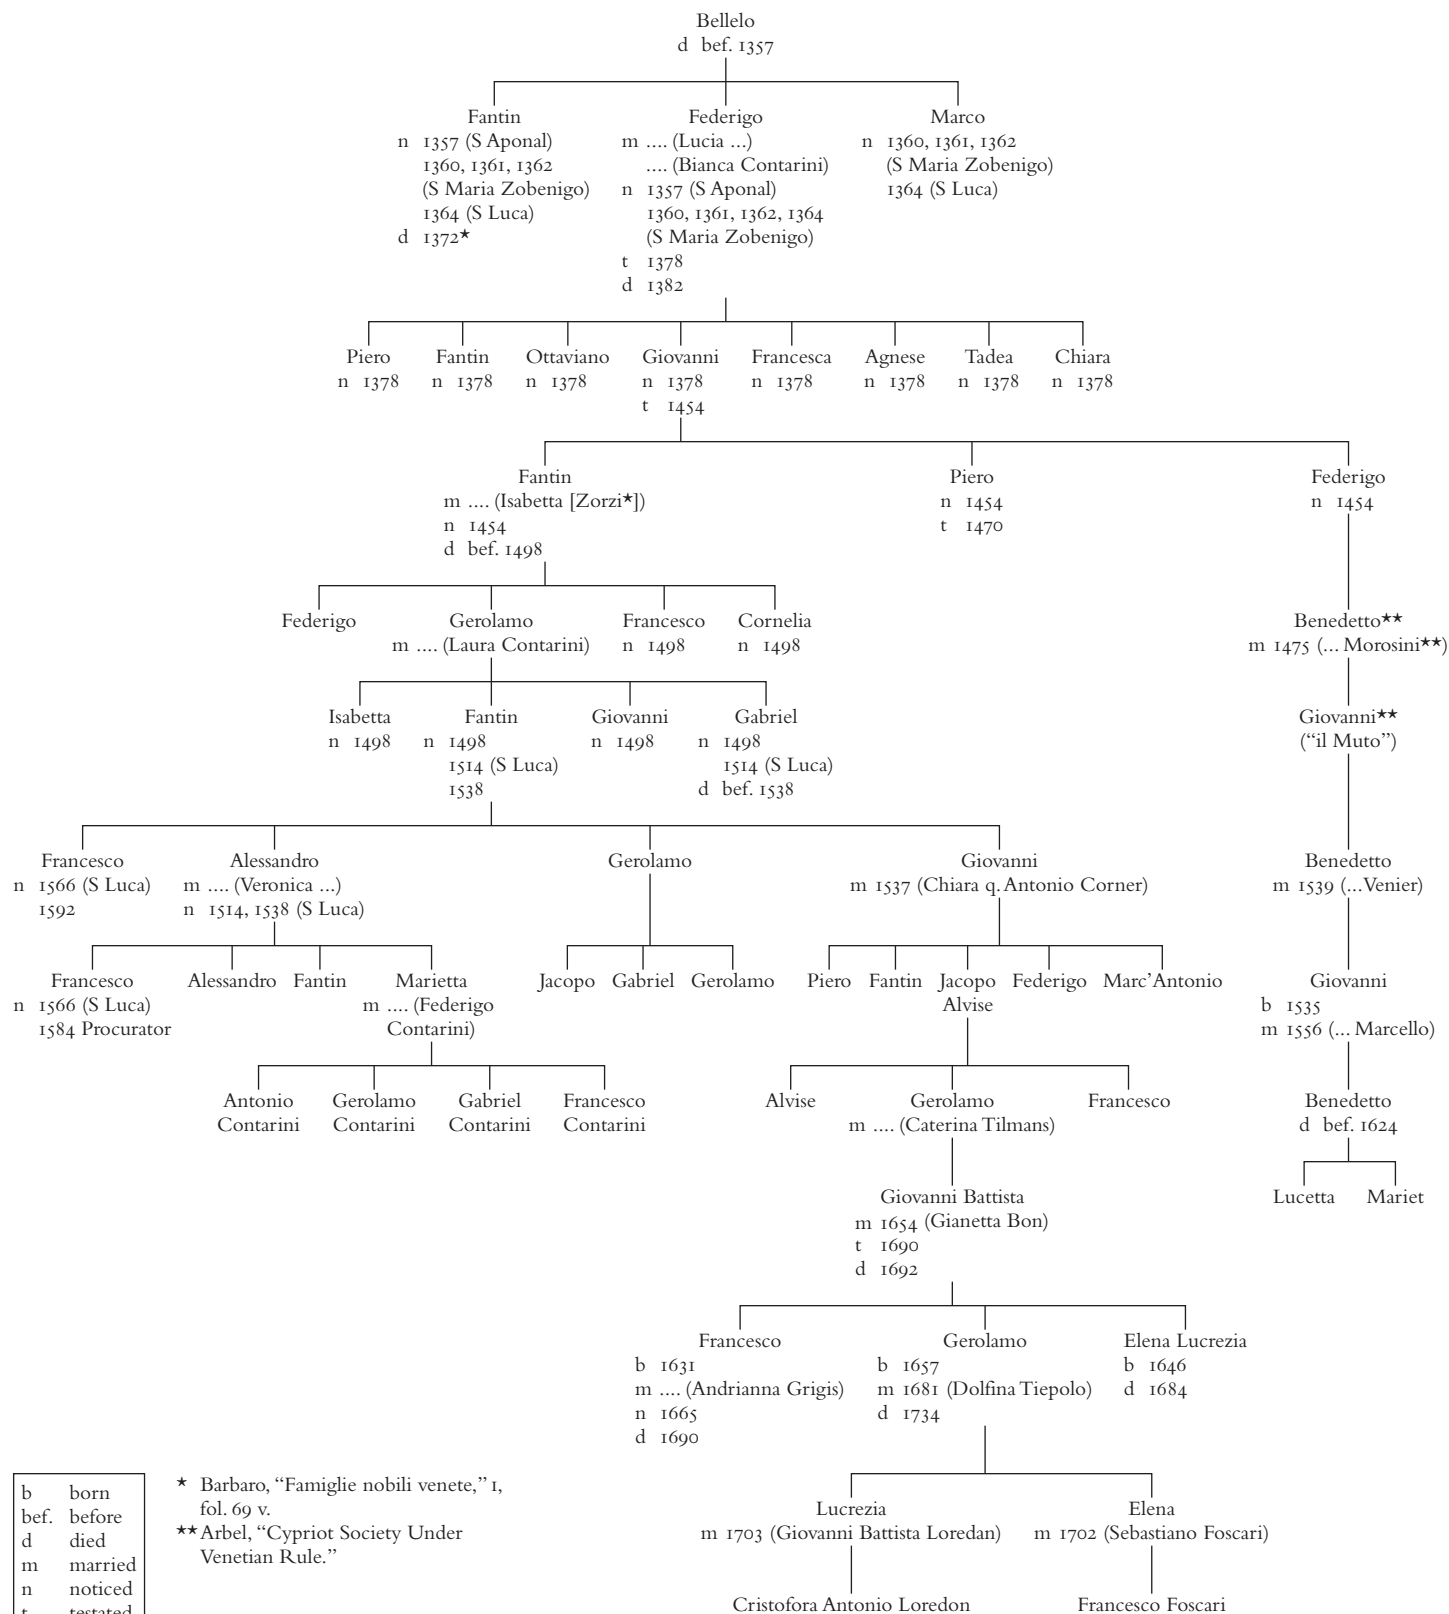 Bellelo
d bef. 1357
Fantin
n 1357 (S Aponal)
1360, 1361, 1362
(S Maria Zobenigo)
1364 (S Luca)
d 1372★
Federigo
m .... (Lucia ...)
.... (Bianca Contarini)
n 1357 (S Aponal)
1360, 1361, 1362, 1364
(S Maria Zobenigo)
t 1378
d 1382
Marco
n 1360, 1361, 1362
(S Maria Zobenigo)
1364 (S Luca)
Piero
n 1378
Fantin
n 1378
Ottaviano
n 1378
Giovanni
n 1378
t 1454
Francesca
n 1378
Agnese
n 1378
Tadea
n 1378
Chiara
n 1378
Fantin
m .... (Isabetta [Zorzi★])
n 1454
d bef. 1498
Piero
n 1454
t 1470
Federigo
n 1454
Federigo
Gerolamo
m .... (Laura Contarini)
Francesco
n 1498
Cornelia
n 1498
Benedetto★★
m 1475 (... Morosini★★)
Isabetta
n 1498
Fantin
n 1498
1514 (S Luca)
1538
Giovanni
n 1498
Gabriel
n 1498
1514 (S Luca)
d bef. 1538
Giovanni★★
(“il Muto”)
Francesco
n 1566 (S Luca)
1592
Alessandro
m .... (Veronica ...)
n 1514, 1538 (S Luca)
Gerolamo
Giovanni
m 1537 (Chiara q. Antonio Corner)
Benedetto
m 1539 (...Venier)
Francesco
n 1566 (S Luca)
1584 Procurator
Alessandro
Fantin
Marietta
m .... (Federigo
Contarini)
Jacopo
Gabriel
Gerolamo
Piero
Fantin
Jacopo
Alvise
Federigo
Marc’Antonio
Giovanni
b 1535
m 1556 (... Marcello)
Antonio
Contarini
Gerolamo
Contarini
Gabriel
Contarini
Francesco
Contarini
Alvise
Gerolamo
m .... (Caterina Tilmans)
Francesco
Benedetto
d bef. 1624
Giovanni Battista
m 1654 (Gianetta Bon)
t 1690
d 1692
Lucetta
Mariet
Francesco
b 1631
m .... (Andrianna Grigis)
n 1665
d 1690
Gerolamo
b 1657
m 1681 (Dolfina Tiepolo)
d 1734
Elena Lucrezia
b 1646
d 1684
Lucrezia
m 1703 (Giovanni Battista Loredan)
Elena
m 1702 (Sebastiano Foscari)
Cristofora Antonio Loredon
Francesco Foscari
b born
bef. before
d died
m married
n noticed
t testated
★ Barbaro, “Famiglie nobili venete,” 1,
fol. 69 v.
★★Arbel, “Cypriot Society Under
Venetian Rule.”